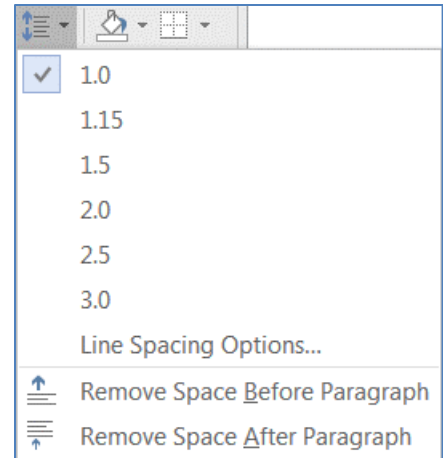 1.0
1.15
1.5
2.0
2.5
3.0
Line Spacing Options...
Remove Space Before Paragraph
Remove Space After Paragraph